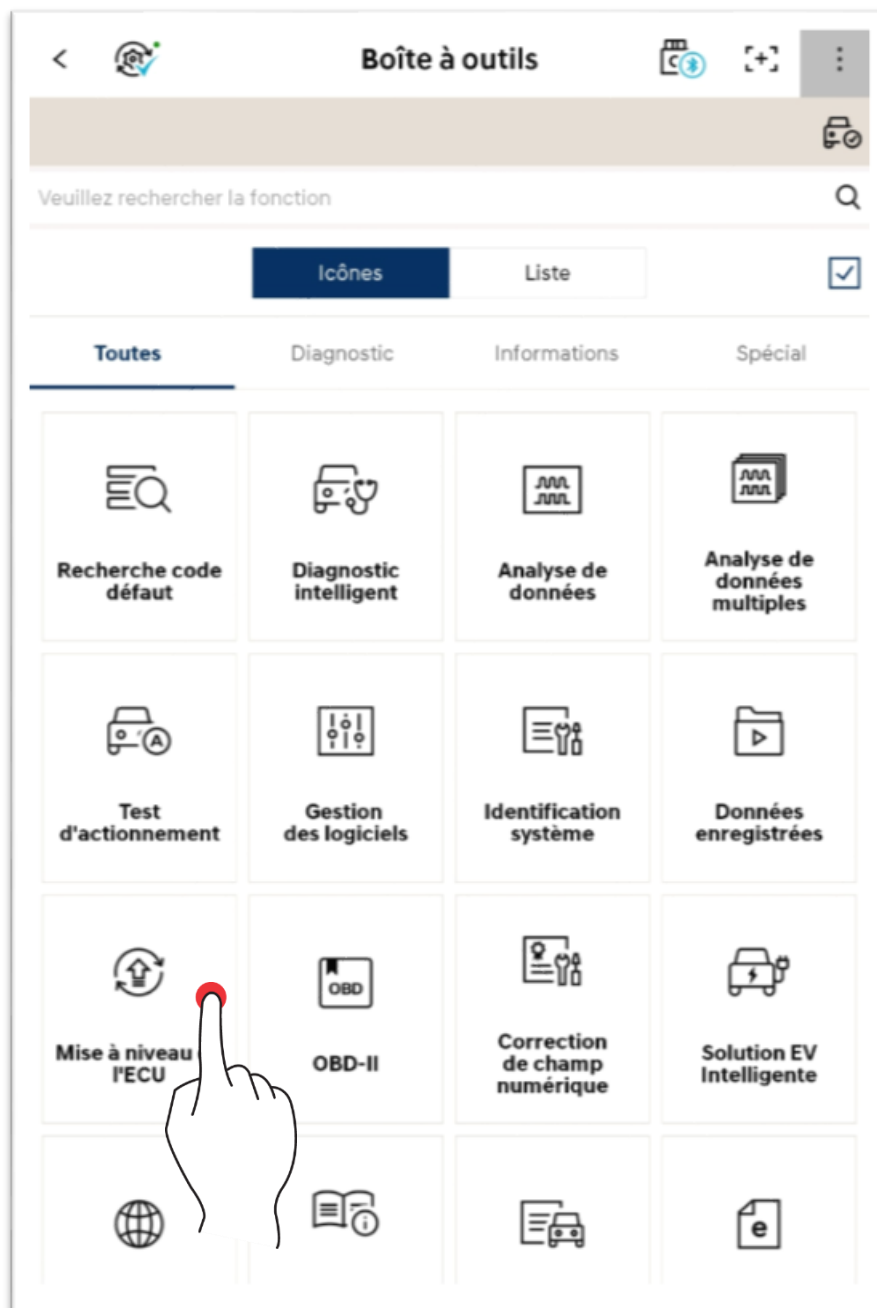 Boîte à outils
Veuillez rechercher la fonction
Icônes
Liste
Toutes
Diagnostic
Informations
Spécial
Recherche code
défaut
Diagnostic
intelligent
Analyse de
données
Analyse de
données
multiples
Test
d'actionnement
Gestion
des logiciels
Identification
système
Données
enregistrées
Mise à niveau
l'ECU
OBD
OBD-II
Correction
de champ
numérique
Solution EV
Intelligente
e